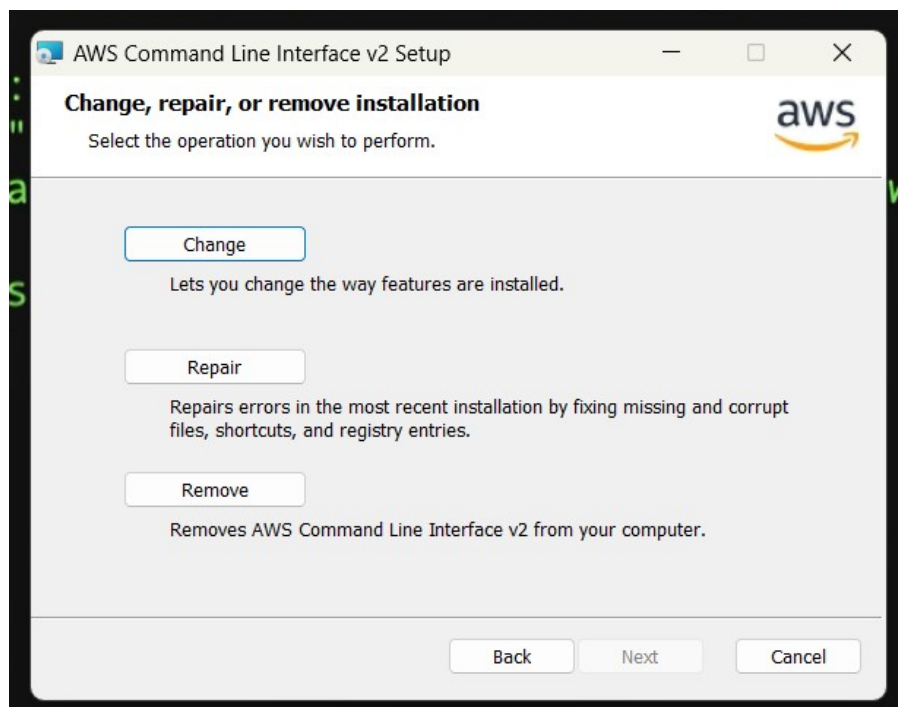 AWS Command Line Interface v2 Setup
Change, repair, or remove installation
Select the operation you wish to perform.
aws
:
"
a
w
s
Change
Lets you change the way features are installed.
Repair
Repairs errors in the most recent installation by fixing missing and corrupt
files, shortcuts, and registry entries.
Remove
Removes AWS Command Line Interface v2 from your computer.
Back
Next
Cancel